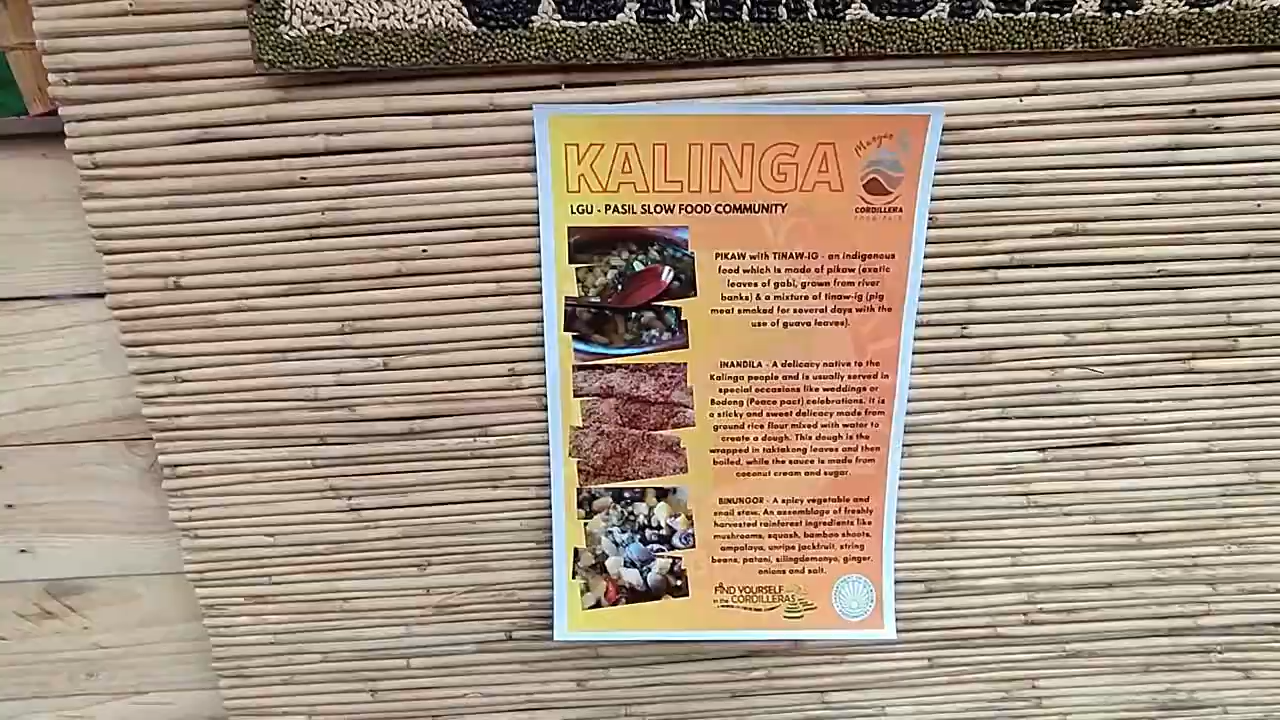 KALINGA
Mangan
CORDILLERA
FOOD FAIR
LGU - PASIL SLOW FOOD COMMUNITY
PIKAW with TINAW-IG - an indigenous
food which is made of pikaw (exotic
leaves of gabi, grown from river
banks) & a mixture of tinaw-ig (pig
meat smoked for several days with the
use of guava leaves).
INANDILA - A delicacy native to the
Kalinga people and is usually served in
special occasions like weddings or
Bodong (Peace pact) celebrations. It is
a sticky and sweet delicacy made from
ground rice flour mixed with water to
create a dough. This dough is the
wrapped in taktakong leaves and then
boiled, while the sauce is made from
coconut cream and sugar.
BINUNGOR - A spicy vegetable and
snail stew. An assemblage of freshly
harvested rainforest ingredients like
mushrooms, squash, bamboo shoots,
ampalaya, unripe jackfruit, string
beans, patani, silingdemonyo, ginger,
onions and salt.
FIND YOURSELF
in the CORDILLERAS